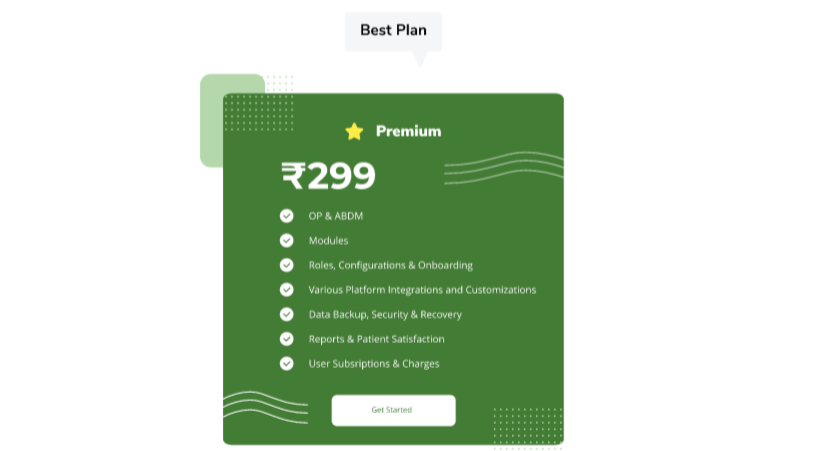 Best Plan
Premium
₹299
OP & ABDM
Modules
Roles, Configurations & Onboarding
Various Platform Integrations and Customizations
Data Backup, Security & Recovery
Reports & Patient Satisfaction
User Subsriptions & Charges
Get Started